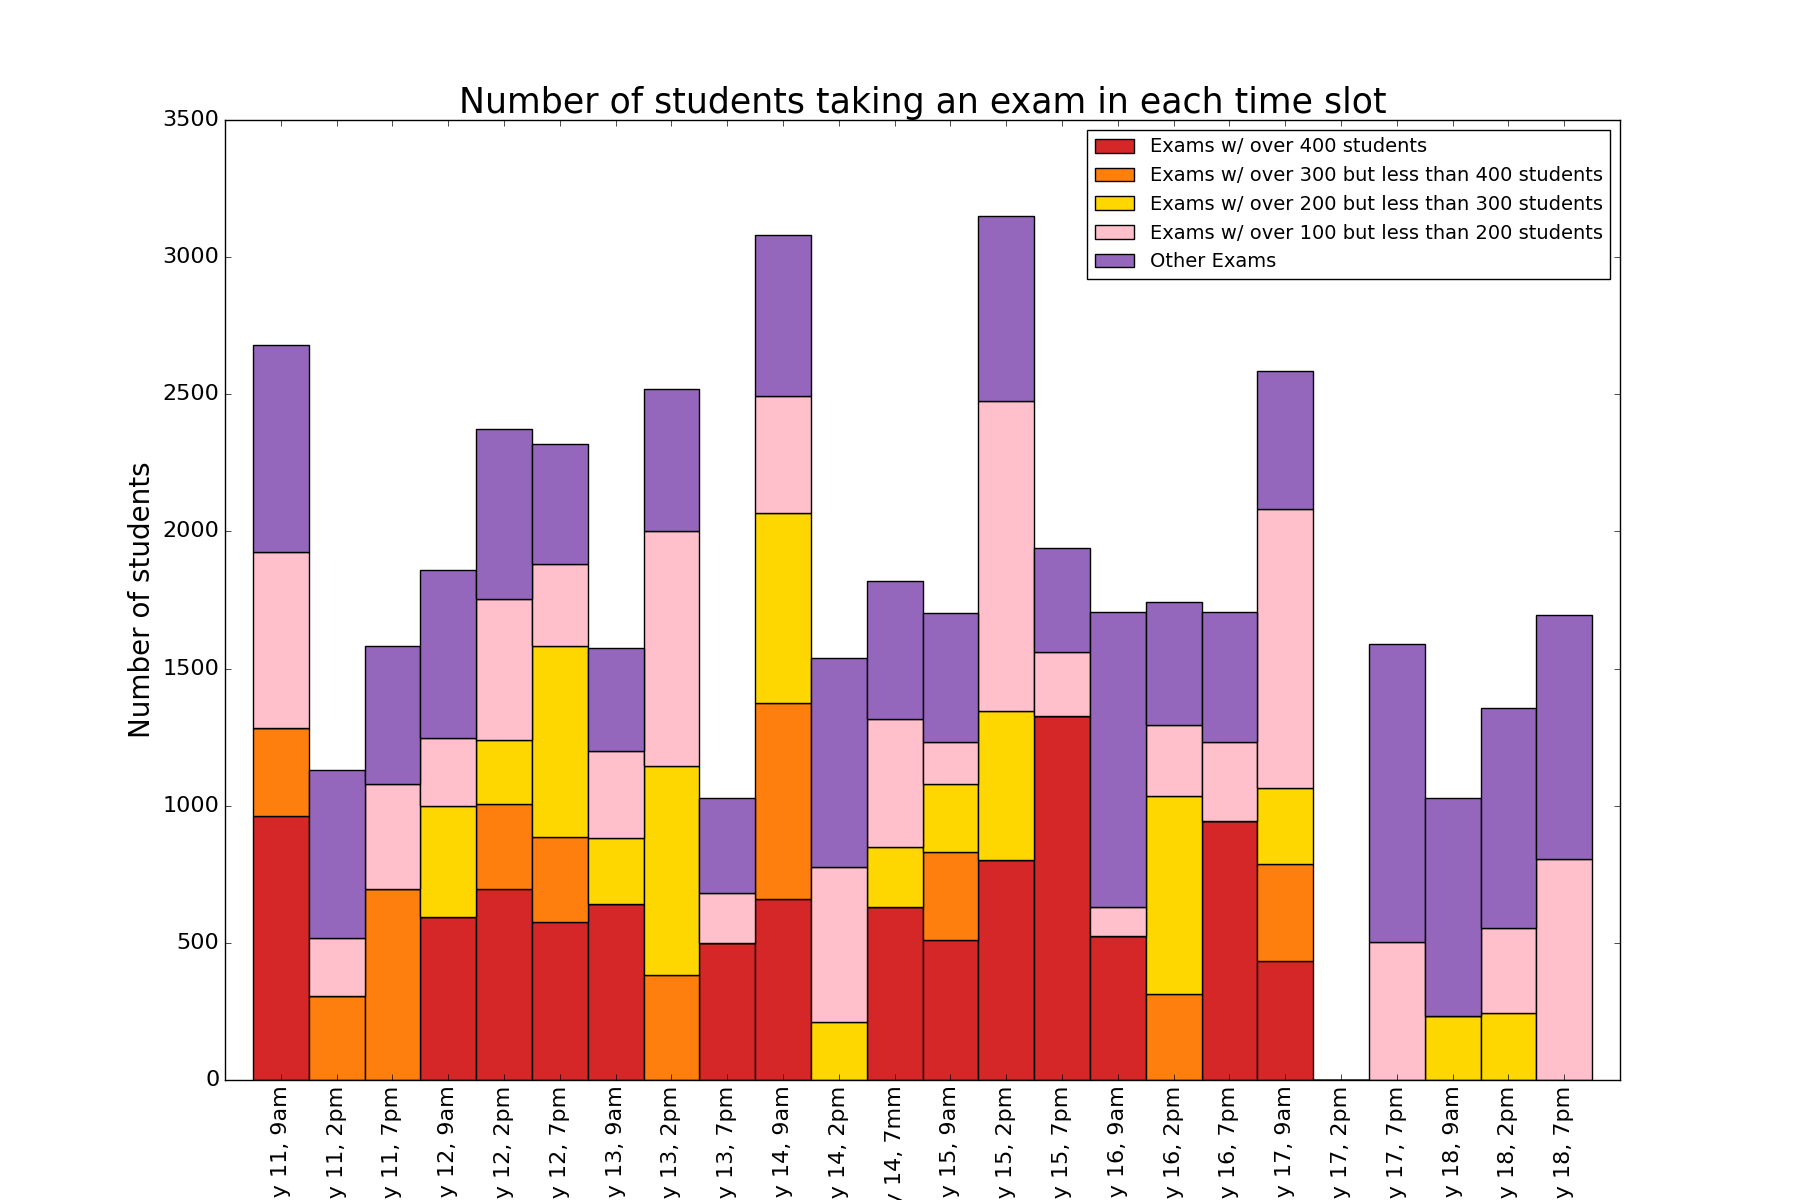 Number of students taking an exam in each time slot
Exams w/ over 400 students
Exams w/ over 300 but less than 400 students
Exams w/ over 200 but less than 300 students
Exams w/ over 100 but less than 200 students
Other Exams
Number of students
3500
3000
2500
2000
1500
1000
500
0
y 11, 9am
y 11, 2pm
y 11, 7pm
y 12, 9am
y 12, 2pm
y 12, 7pm
y 13, 9am
y 13, 2pm
y 13, 7pm
y 14, 9am
y 14, 2pm
y 14, 7mm
y 15, 9am
y 15, 2pm
y 15, 7pm
y 16, 9am
y 16, 2pm
y 16, 7pm
y 17, 9am
y 17, 2pm
y 17, 7pm
y 18, 9am
y 18, 2pm
y 18, 7pm